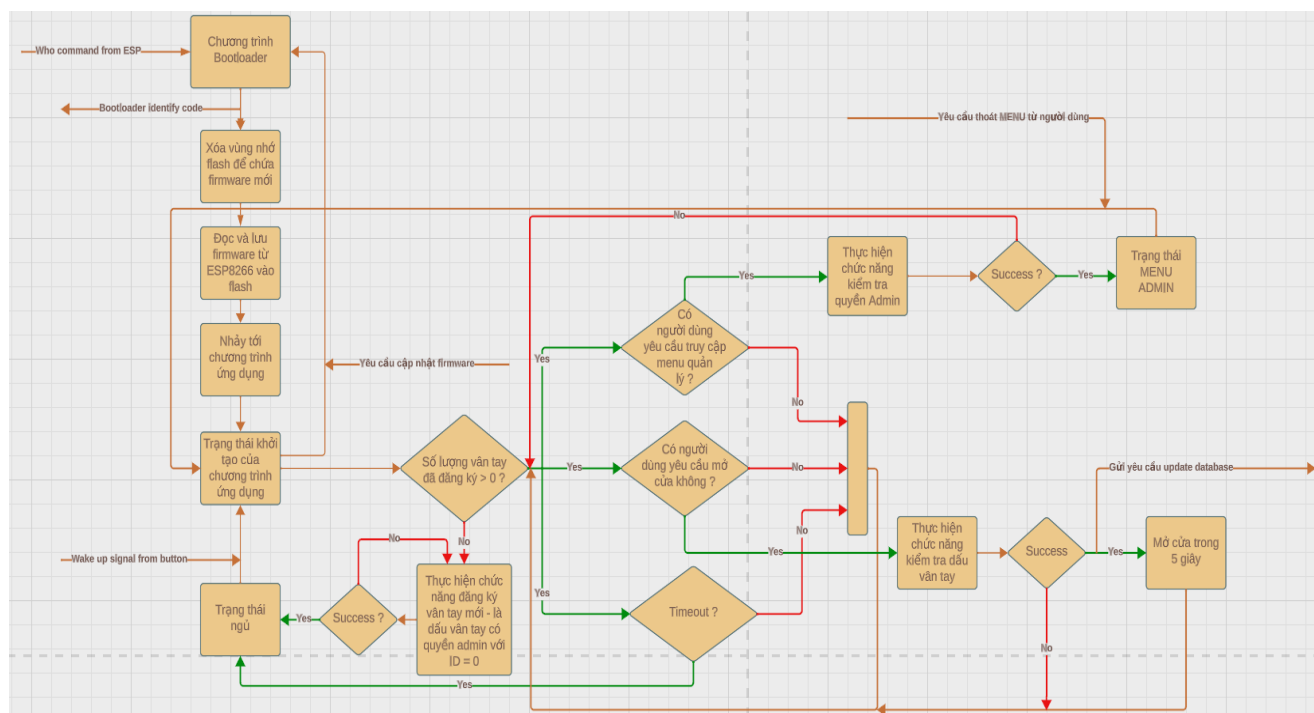 Chương trình
Bootloader
Who command from ESP
Bootloader identify code
Yêu cầu thoát MENU từ người dùng
Xóa vùng nhớ
flash để chứa
firmware mới
No
Đọc và lưu
firmware từ
ESP8266 vào
flash
Thực hiện
chức năng
kiểm tra
quyền Admin
Success ?
Yes
Trạng thái
MENU
ADMIN
Yes
Có
người dùng
yêu cầu truy cập
menu quản
lý ?
Nhảy tới
chương trình
ứng dụng
Yêu cầu cập nhật firmware
Yes
No
Trạng thái khởi
tạo của
chương trình
ứng dụng
Số lượng vân tay
đã đăng ký > 0 ?
Yes
Có người
dùng yêu cầu mở
cửa không ?
No
Gửi yêu cầu update database
No
No
No
Thực hiện
chức năng
kiểm tra dấu
vân tay
Success
Yes
Mở cửa trong
5 giây
Yes
Wake up signal from button
Trạng thái
ngủ
Yes
Success ?
Thực hiện chức
năng đăng ký
vân tay mới - là
dấu vân tay có
quyền admin với
ID = 0
Yes
Timeout ?
No
Yes